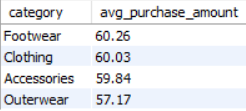 category avg_purchase_amount
Footwear 60.26
Clothing 60.03
Accessories 59.84
Outerwear 57.17